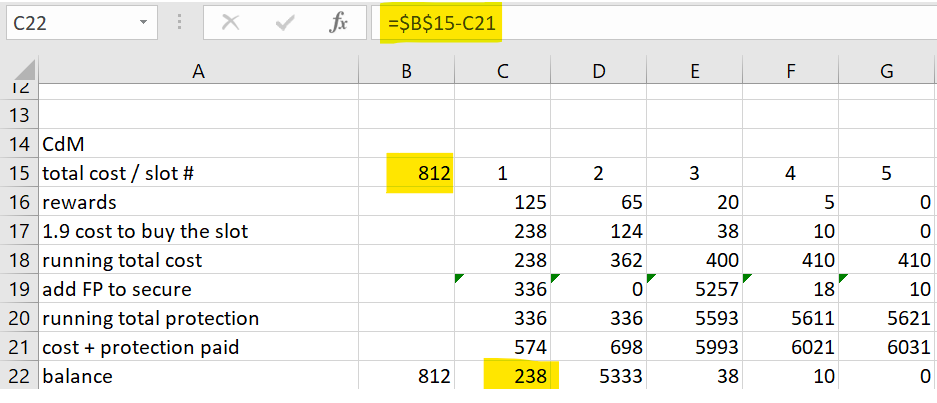 C22 fx =$B$15-C21
A B C D E F G
12
13
14 CdM
15 total cost / slot # 812 1 2 3 4 5
16 rewards 125 65 20 5 0
17 1.9 cost to buy the slot 238 124 38 10 0
18 running total cost 238 362 400 410 410
19 add FP to secure 336 0 5257 18 10
20 running total protection 336 336 5593 5611 5621
21 cost + protection paid 574 698 5993 6021 6031
22 balance 812 238 5333 38 10 0